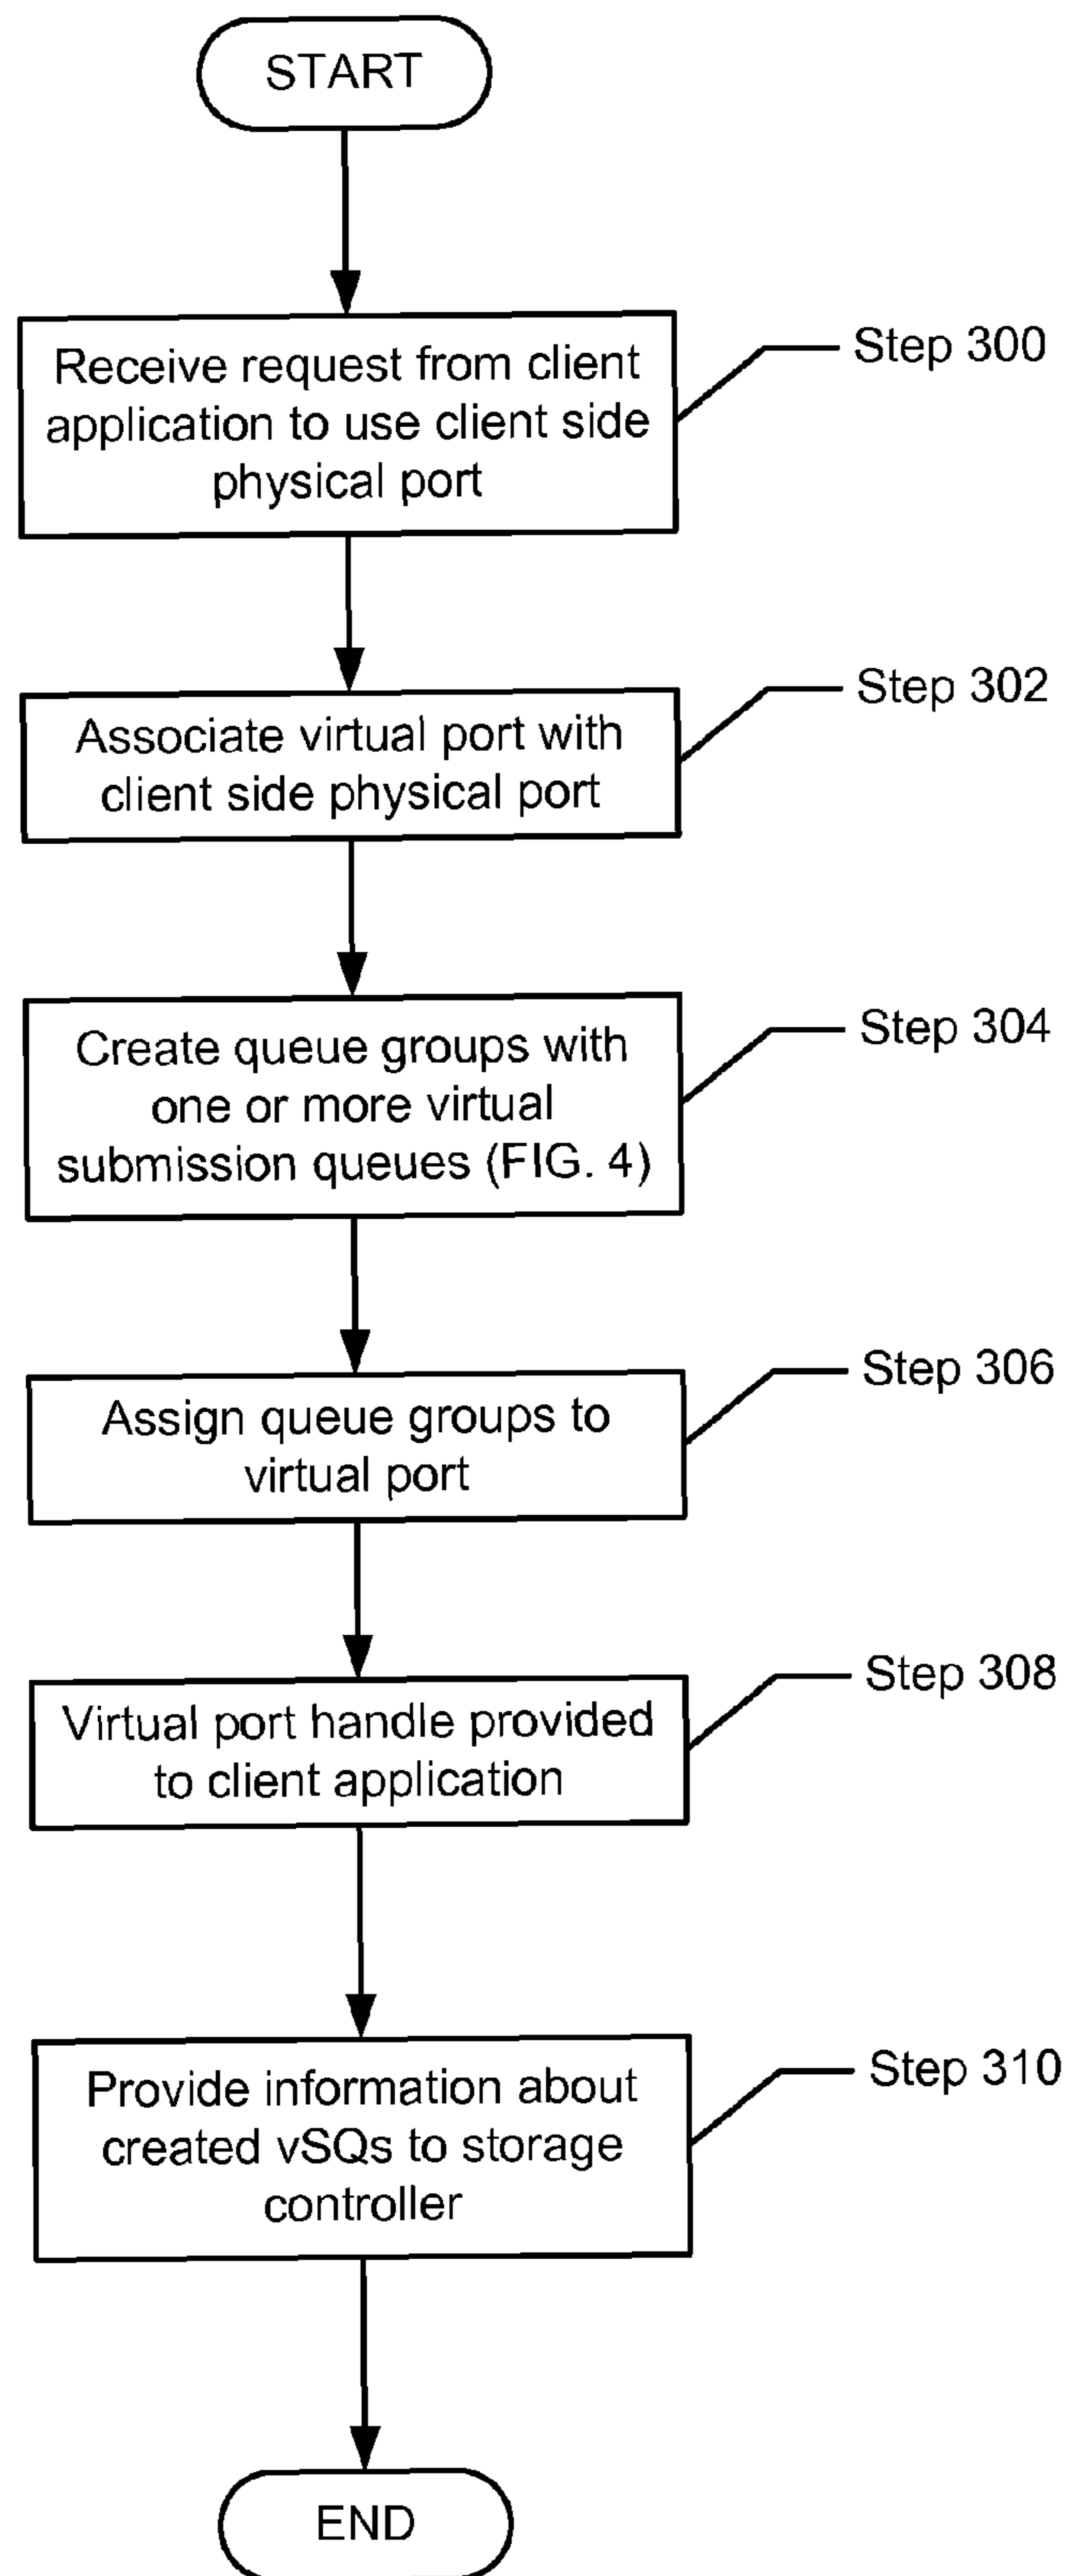 START
Receive request from client
application to use client side
physical port
Step 300
Associate virtual port with
client side physical port
Step 302
Create queue groups with
one or more virtual
submission queues (FIG. 4)
Step 304
Assign queue groups to
virtual port
Step 306
Virtual port handle provided
to client application
Step 308
Provide information about
created vSQs to storage
controller
Step 310
END